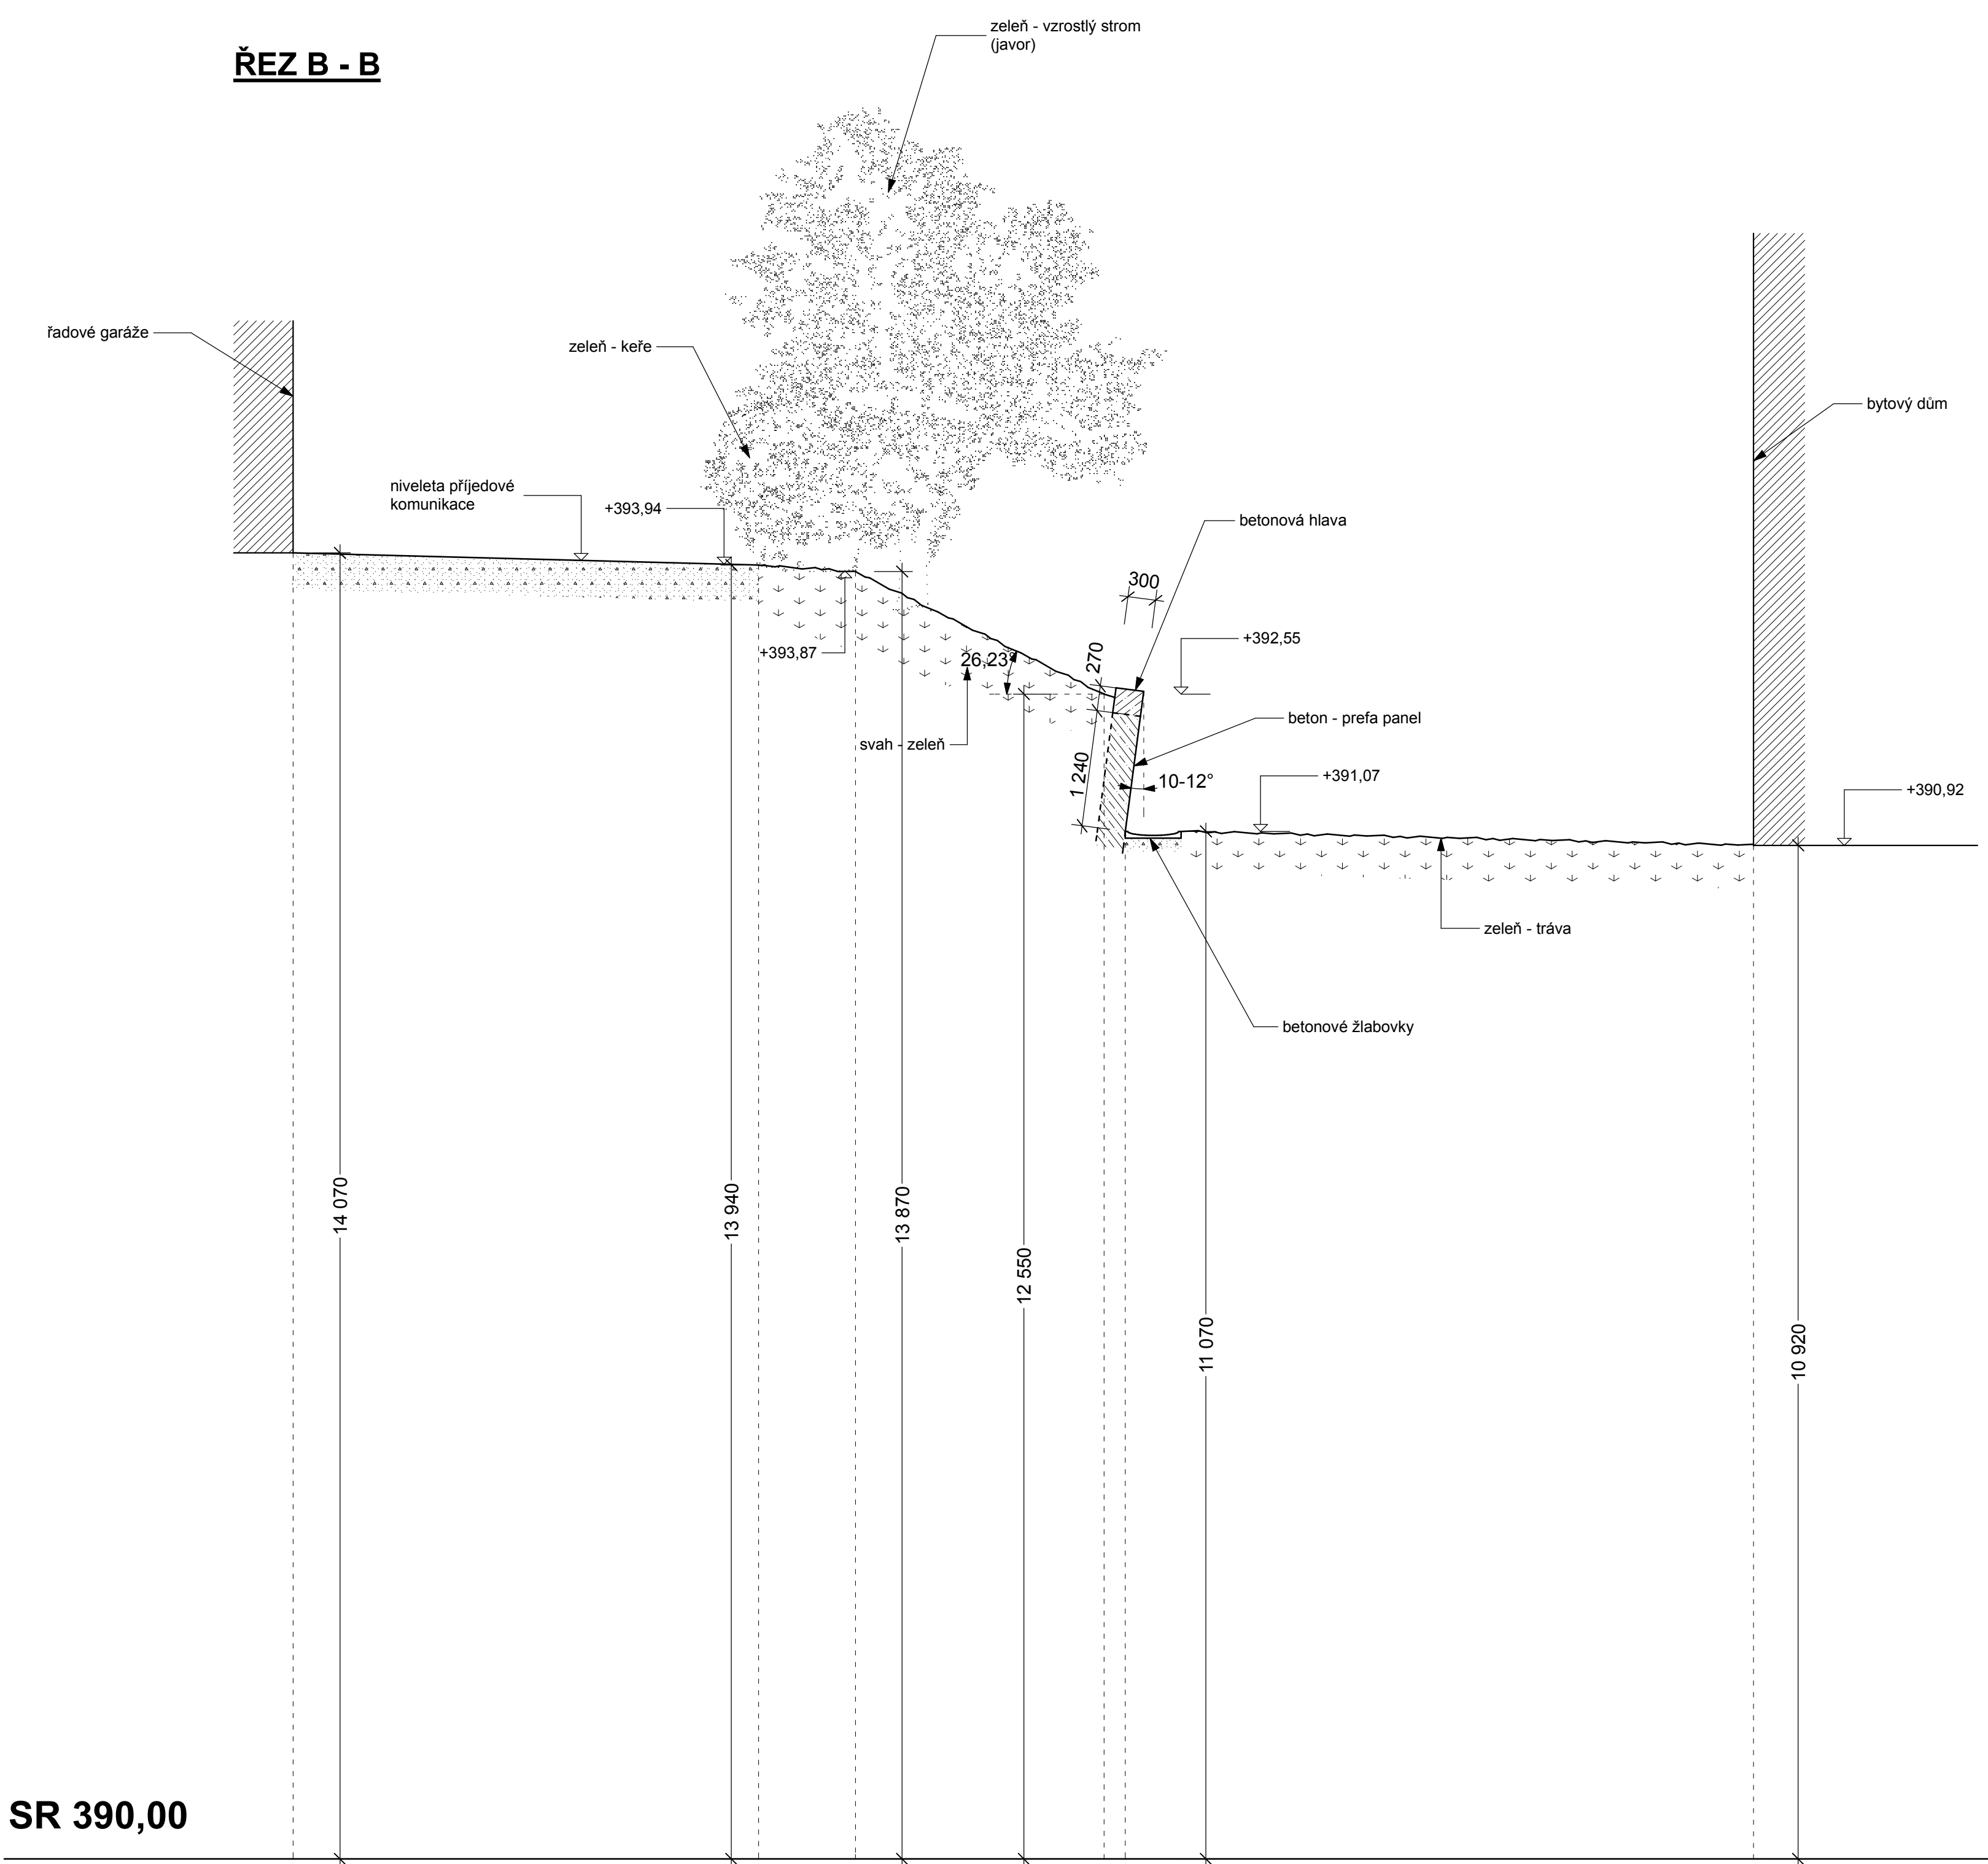 ŘEZ B - B
zeleň - vzrostlý strom
(javor)
řadové garáže
zeleň - keře
bytový dům
niveleta příjedové
komunikace
+393,94
betonová hlava
300
+392,55
+393,87
26,23°
270
beton - prefa panel
svah - zeleň
1 240
10-12°
+391,07
+390,92
zeleň - tráva
betonové žlabovky
14 070
13 940
13 870
12 550
11 070
10 920
SR 390,00